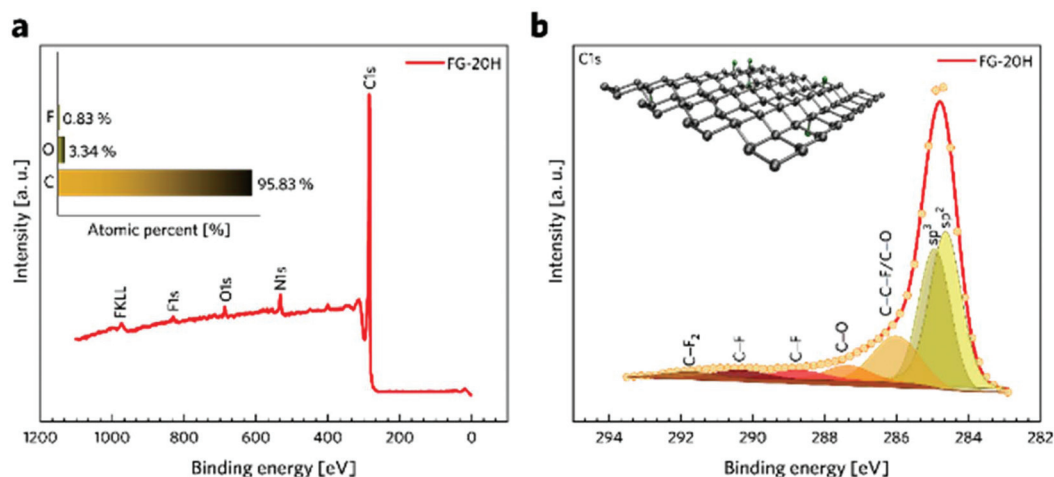 a
FG-20H
C1s
F
0.83 %
O
3.34 %
C
95.83 %
Atomic percent [%]
Intensity [a. u.]
FKLL
F1s
O1s
N1s
1200
1000
800
600
400
200
0
Binding energy [eV]
b
C1s
FG-20H
Intensity [a. u.]
C–F₂
C–F
C–F
C–O
C–C–F/C–O
sp³
sp²
294
292
290
288
286
284
282
Binding energy [eV]